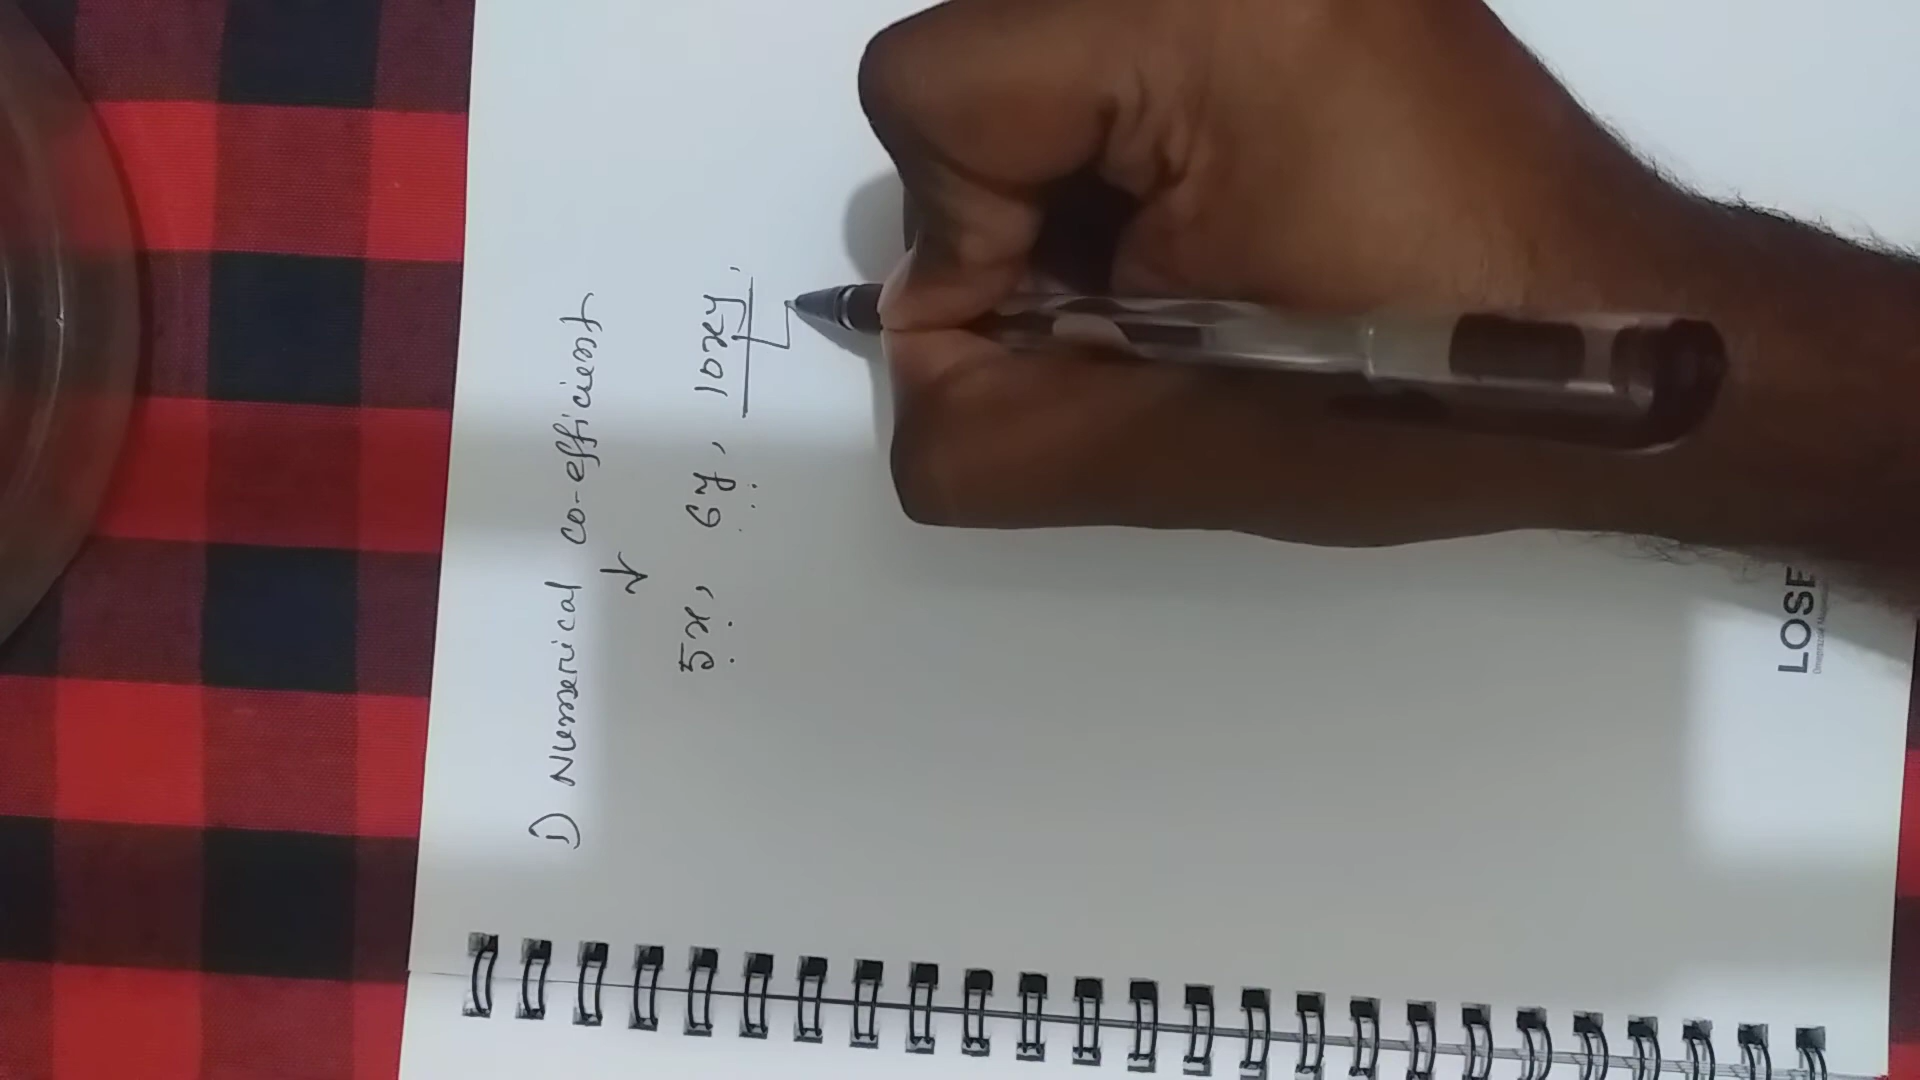 1) Numerical co-efficient
↓
5x, 6y, 10xy.
LOSE